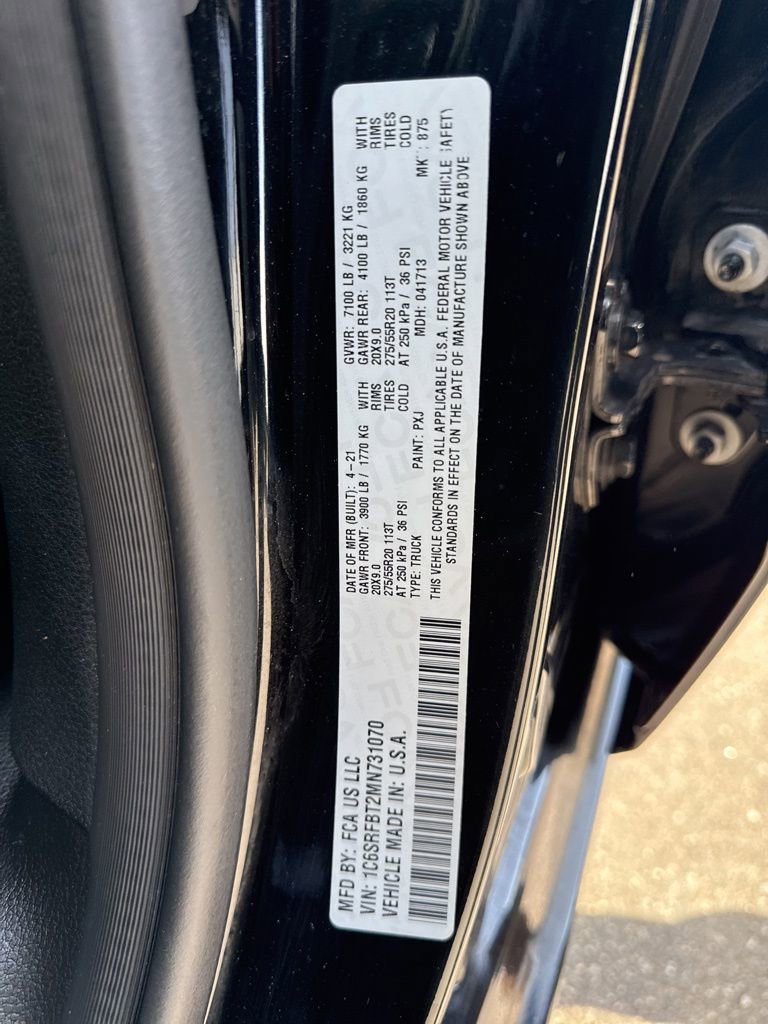 MFD BY: FCA US LLC
VIN: 1C6SRFBT2MN731070
VEHICLE MADE IN: U.S.A.
DATE OF MFR (BUILT): 4-21 GVWR: 7100 LB / 3221 KG
GAWR FRONT: 3900 LB / 1770 KG WITH GAWR REAR: 4100 LB / 1860 KG WITH
20X9.0 RIMS 20X9.0 RIMS
275/55R20 113T TIRES 275/55R20 113T TIRES
AT 250 kPa / 36 PSI COLD AT 250 kPa / 36 PSI COLD
TYPE: TRUCK PAINT: PXJ MDH: 041713 875
THIS VEHICLE CONFORMS TO ALL APPLICABLE U.S.A. FEDERAL MOTOR VEHICLE SAFETY
STANDARDS IN EFFECT ON THE DATE OF MANUFACTURE SHOWN ABOVE